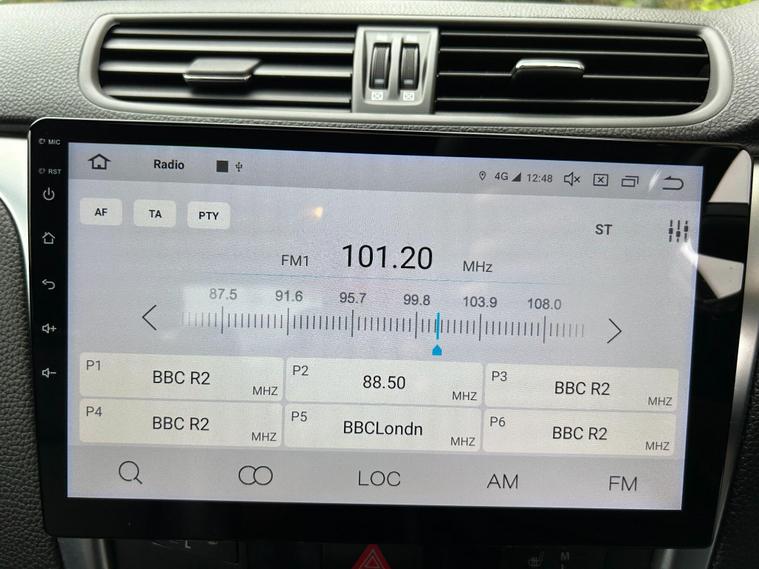 MIC
RST
Radio
4G 12:48
AF TA PTY
ST
FM1 101.20 MHz
87.5 91.6 95.7 99.8 103.9 108.0
P1 BBC R2 MHZ
P2 88.50 MHZ
P3 BBC R2 MHZ
P4 BBC R2 MHZ
P5 BBCLondn MHZ
P6 BBC R2 MHZ
LOC AM FM